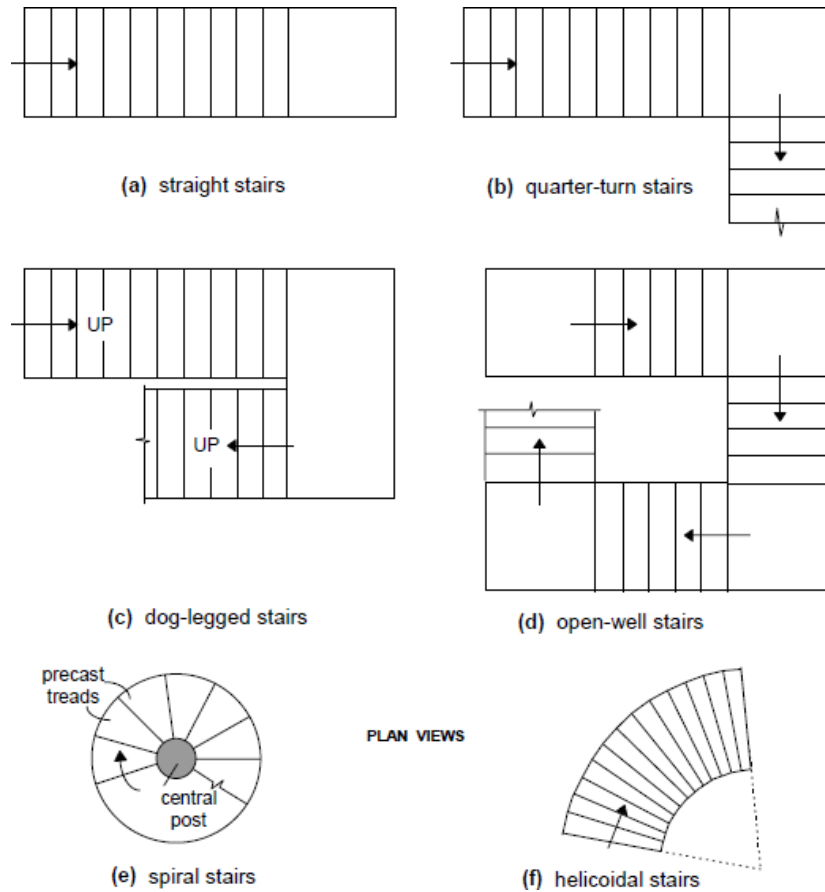 (a) straight stairs
(b) quarter-turn stairs
UP
UP
(c) dog-legged stairs
(d) open-well stairs
precast
treads
PLAN VIEWS
central
post
(e) spiral stairs
(f) helicoidal stairs